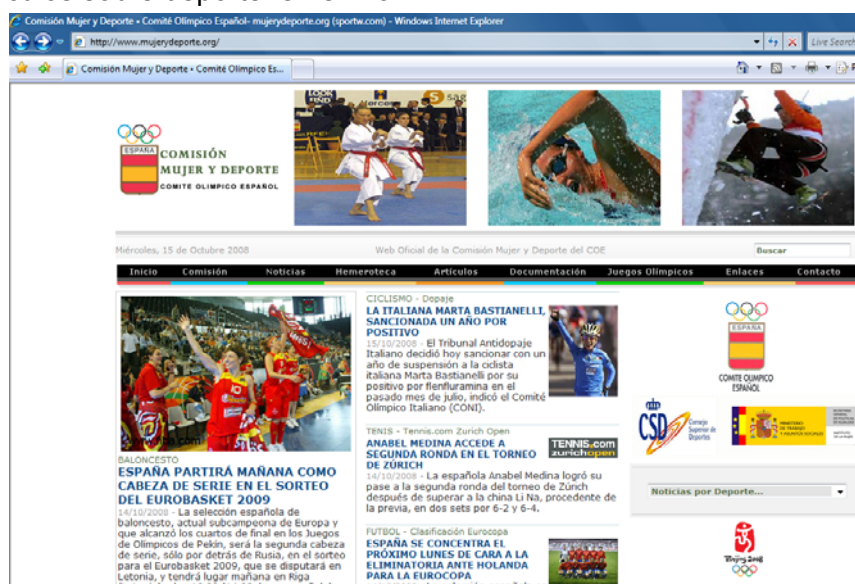 Comisión Mujer y Deporte • Comité Olímpico Español- mujerydeporte.org (sportw.com) - Windows Internet Explorer
http://www.mujerydeporte.org/
Live Search
Comisión Mujer y Deporte • Comité Olímpico Es...
ESPAÑA
COMISIÓN
MUJER Y DEPORTE
COMITE OLIMPICO ESPAÑOL
Miércoles, 15 de Octubre 2008
Web Oficial de la Comisión Mujer y Deporte del COE
Buscar
Inicio Comisión Noticias Hemeroteca Artículos Documentación Juegos Olímpicos Enlaces Contacto
BALONCESTO
ESPAÑA PARTIRÁ MAÑANA COMO
CABEZA DE SERIE EN EL SORTEO
DEL EUROBASKET 2009
14/10/2008 - La selección española de
baloncesto, actual subcampeona de Europa y
que alcanzó los cuartos de final en los Juegos
de Olímpicos de Pekín, será la segunda cabeza
de serie, sólo por detrás de Rusia, en el sorteo
para el Eurobasket 2009, que se disputará en
Letonia, y tendrá lugar mañana en Riga
CICLISMO - Dopaje
LA ITALIANA MARTA BASTIANELLI,
SANCIONADA UN AÑO POR
POSITIVO
15/10/2008 - El Tribunal Antidopaje
Italiano decidió hoy sancionar con un
año de suspensión a la ciclista
italiana Marta Bastianelli por su
positivo por flenfluramina en el
pasado mes de julio, indicó el Comité
Olímpico Italiano (CONI).
TENIS - Tennis.com Zurich Open
ANABEL MEDINA ACCEDE A
SEGUNDA RONDA EN EL TORNEO
DE ZÚRICH
TENNIS.com
zurichopen
14/10/2008 - La española Anabel Medina logró su
pase a la segunda ronda del torneo de Zúrich
después de superar a la china Li Na, procedente de
la previa, en dos sets por 6-2 y 6-4.
FUTBOL - Clasificación Eurocopa
ESPAÑA SE CONCENTRA EL
PRÓXIMO LUNES DE CARA A LA
ELIMINATORIA ANTE HOLANDA
PARA LA EUROCOPA
ESPAÑA
COMITE OLIMPICO
ESPAÑOL
CSD
Consejo
Superior de
Deportes
MINISTERIO
DE TRABAJO
Y ASUNTOS SOCIALES
Noticias por Deporte...
Beijing 2008